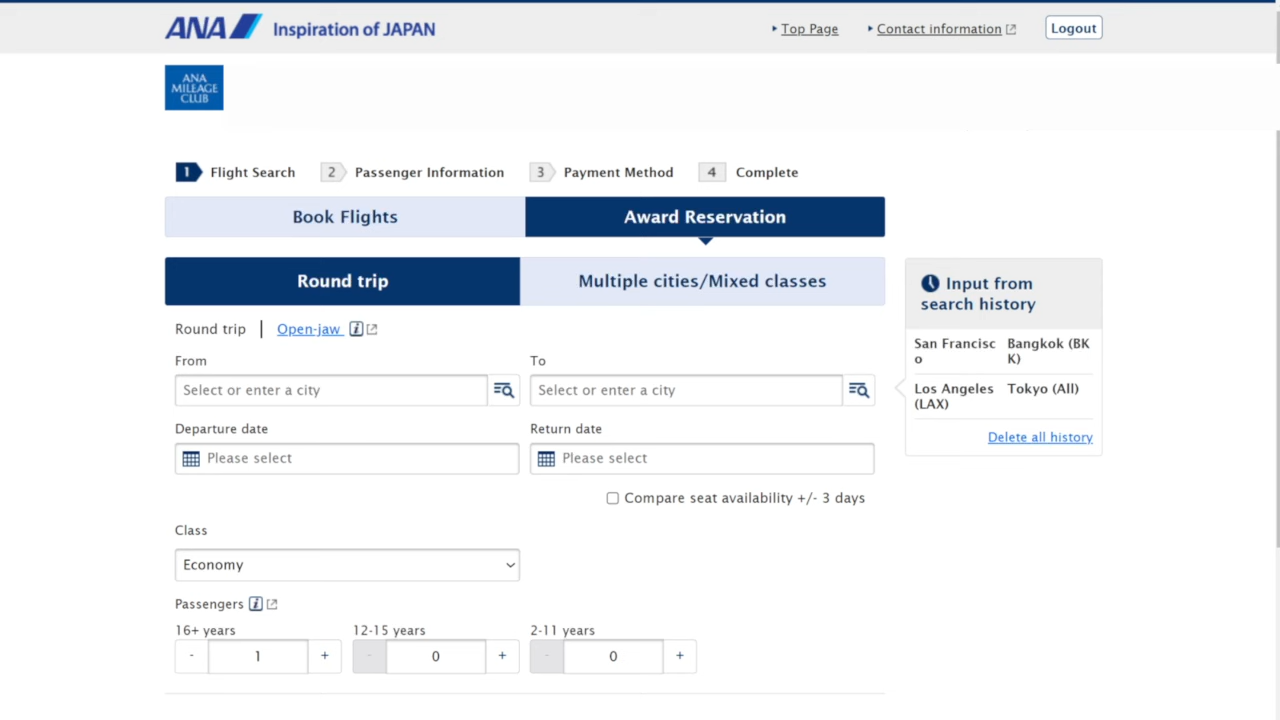 ANA Inspiration of JAPAN
Top Page
Contact information
Logout
ANA
MILEAGE
CLUB
1 Flight Search
2 Passenger Information
3 Payment Method
4 Complete
Book Flights
Award Reservation
Round trip
Multiple cities/Mixed classes
Round trip | Open-jaw
From
To
Select or enter a city
Select or enter a city
Departure date
Return date
Please select
Please select
Compare seat availability +/- 3 days
Class
Economy
Passengers
16+ years
12-15 years
2-11 years
- 1 +
- 0 +
- 0 +
Input from
search history
San Francisc
o
Bangkok (BK
K)
Los Angeles
(LAX)
Tokyo (All)
Delete all history